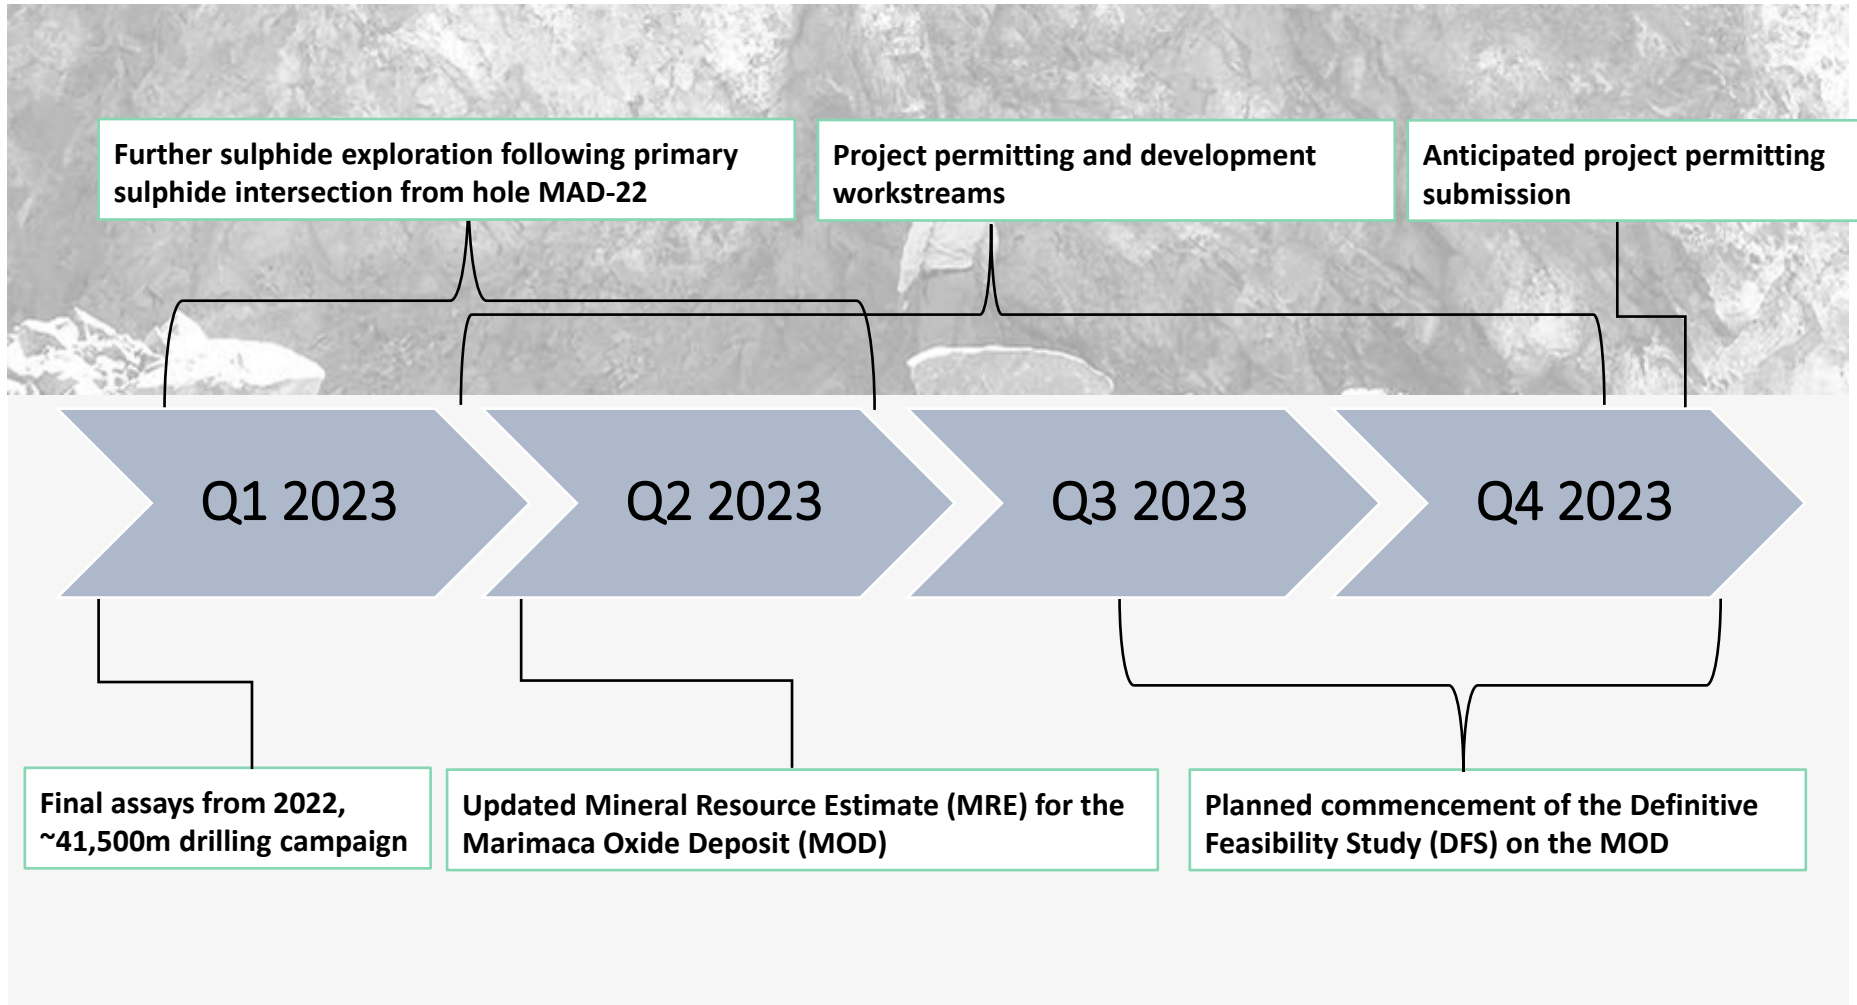 Further sulphide exploration following primary
sulphide intersection from hole MAD-22
Project permitting and development
workstreams
Anticipated project permitting
submission
Q1 2023
Q2 2023
Q3 2023
Q4 2023
Final assays from 2022,
~41,500m drilling campaign
Updated Mineral Resource Estimate (MRE) for the
Marimaca Oxide Deposit (MOD)
Planned commencement of the Definitive
Feasibility Study (DFS) on the MOD